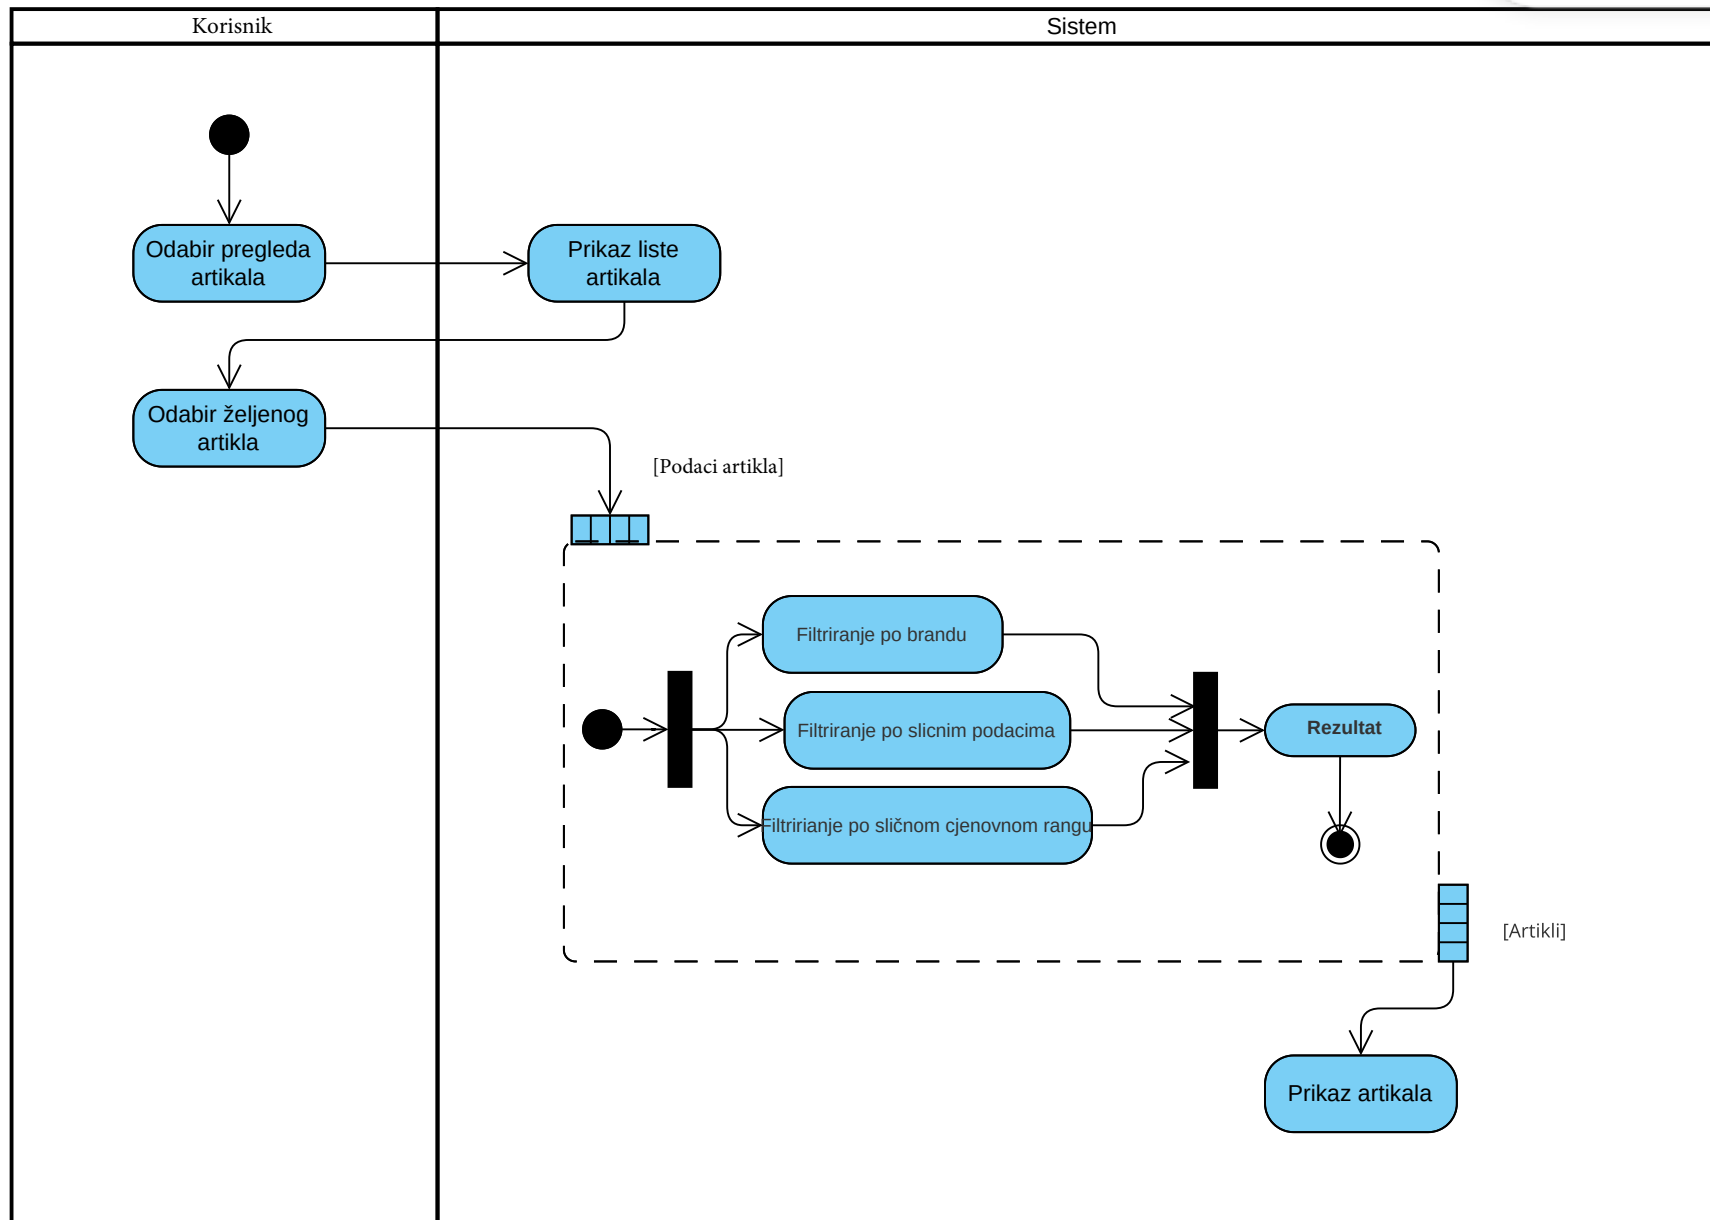 Korisnik
Sistem
Odabir pregleda
artikala
Prikaz liste
artikala
Odabir željenog
artikla
[Podaci artikla]
Filtriranje po brandu
Filtriranje po slicnim podacima
Filtririanje po sličnom cjenovnom rangu
Rezultat
[Artikli]
Prikaz artikala